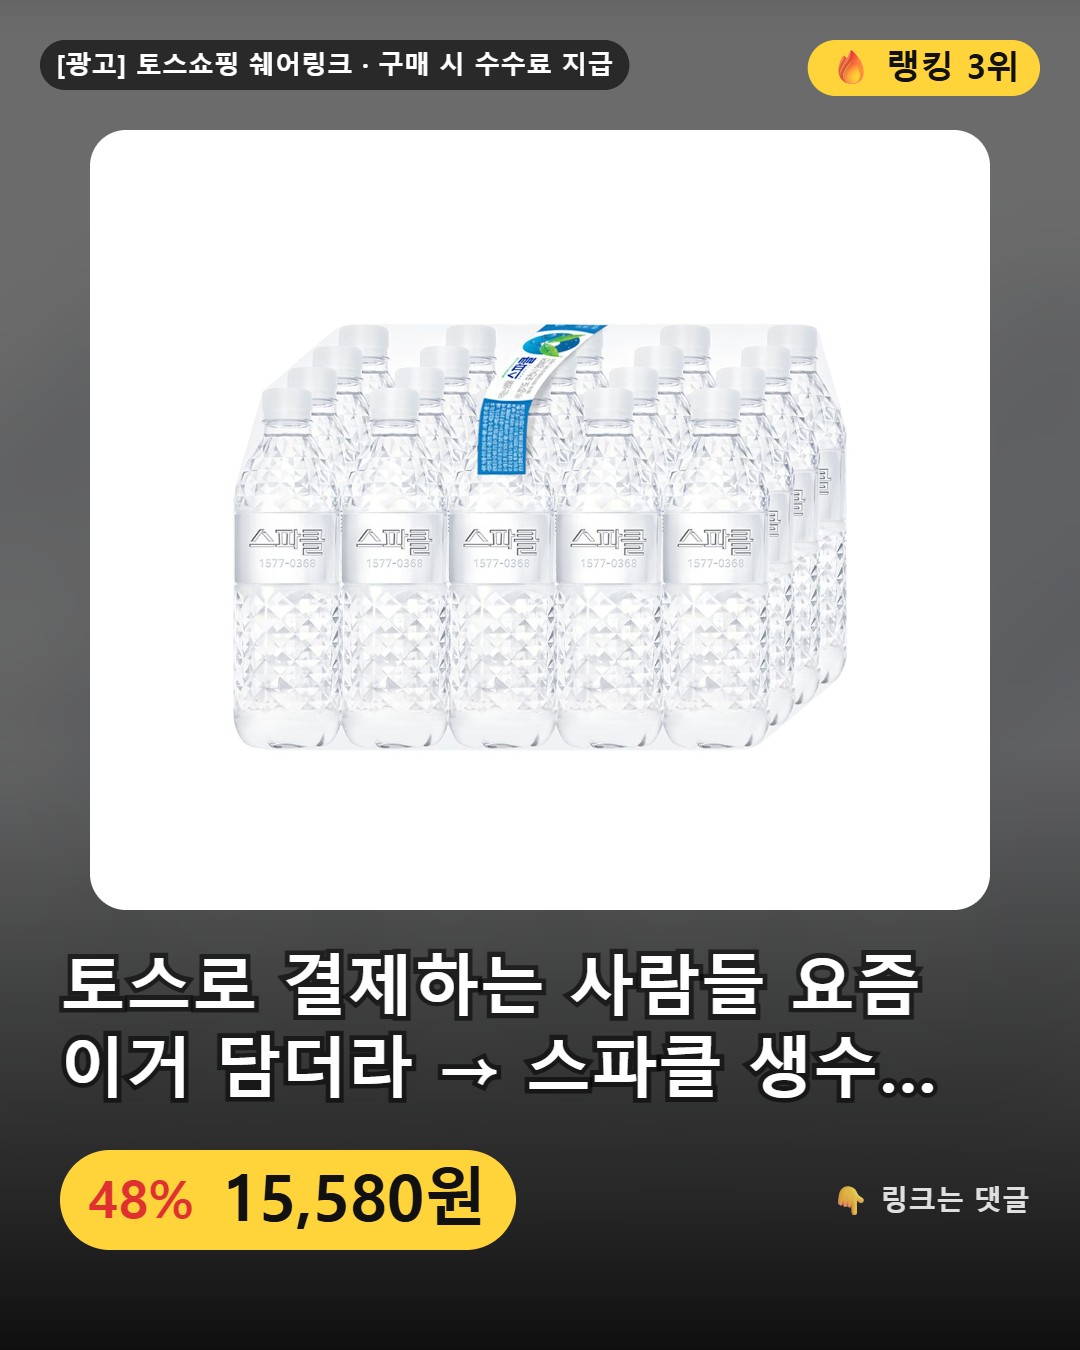 [광고] 토스쇼핑 쉐어링크 · 구매 시 수수료 지급
🔥 랭킹 3위
스파클
스파클 스파클 스파클 스파클 스파클
1577-0368 1577-0368 1577-0368 1577-0368 1577-0368
토스로 결제하는 사람들 요즘
이거 담더라 → 스파클 생수...
48% 15,580원
👇 링크는 댓글